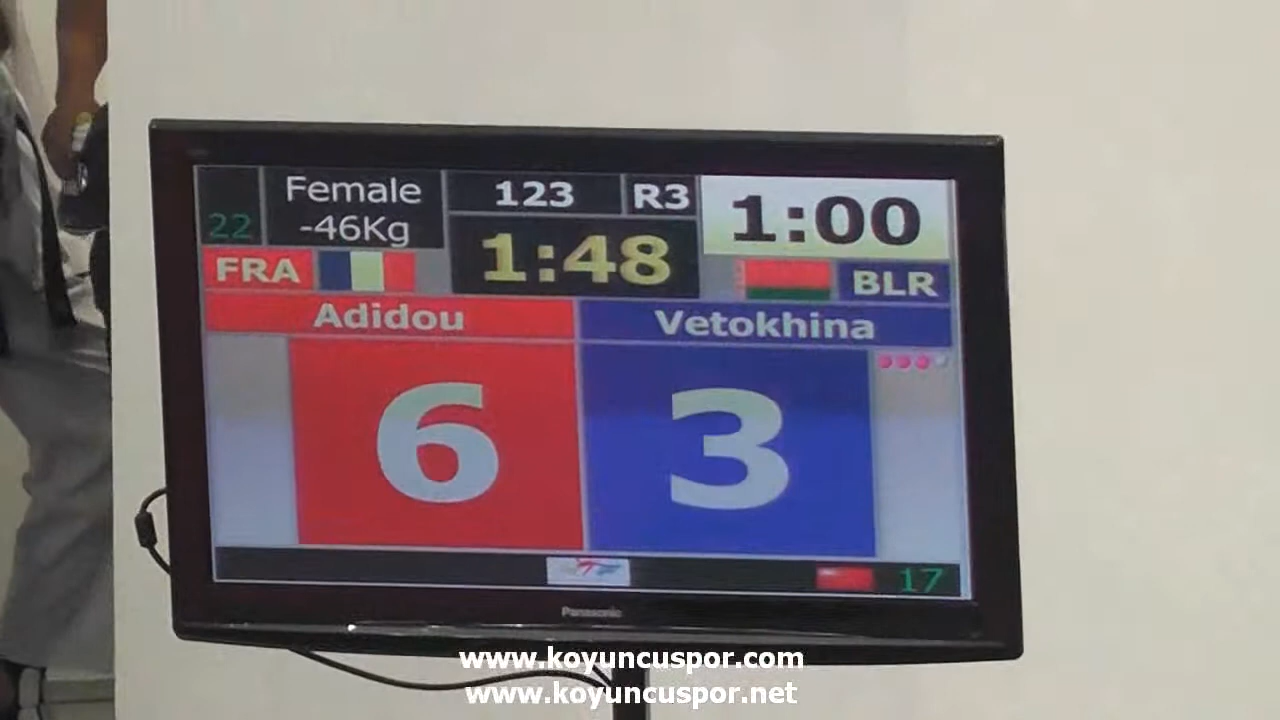 22 Female -46Kg 123 R3 1:00
1:48
FRA BLR
Adidou Vetokhina
6 3
17
Panasonic
www.koyuncuspor.com
www.koyuncuspor.net